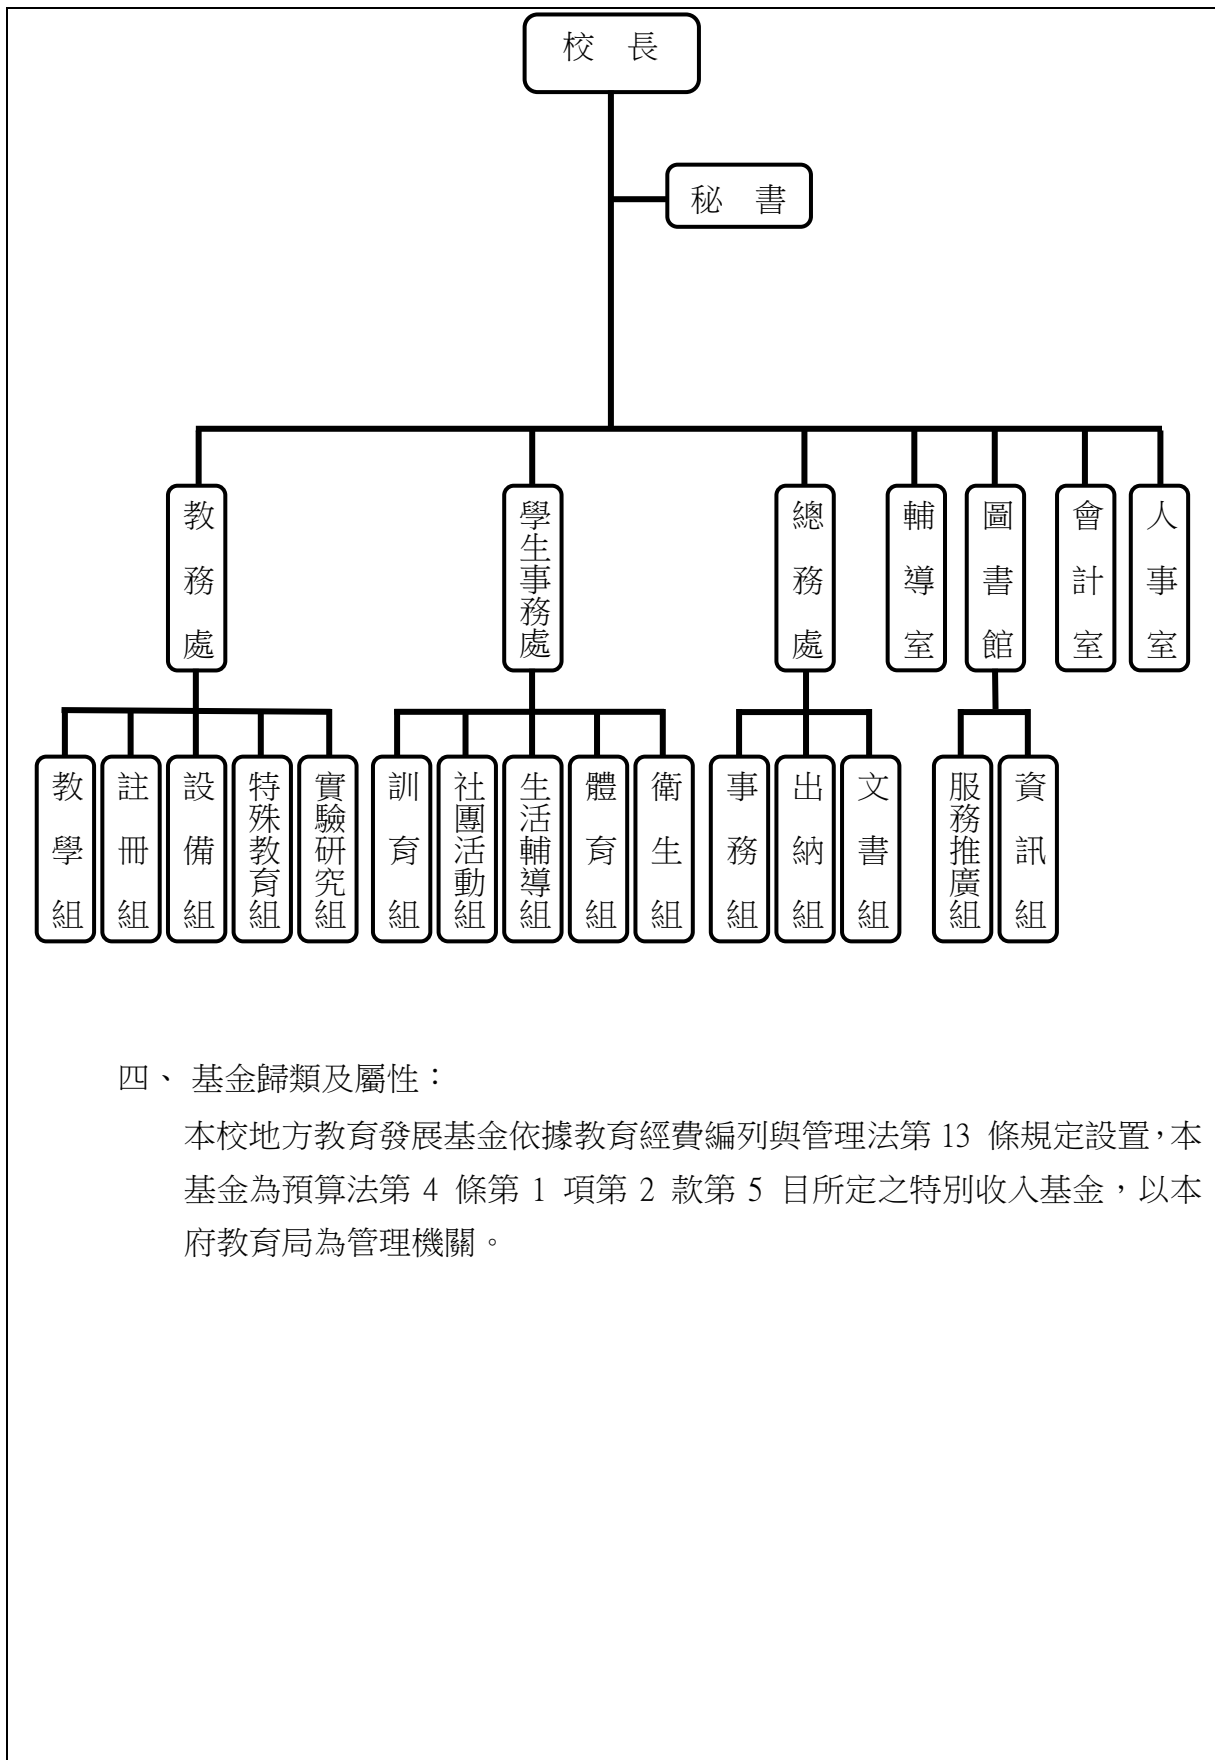 校　長
秘　書
教務處
學生事務處
總務處
輔導室
圖書館
會計室
人事室
教學組
註冊組
設備組
特殊教育組
實驗研究組
訓育組
社團活動組
生活輔導組
體育組
衛生組
事務組
出納組
文書組
服務推廣組
資訊組
四、 基金歸類及屬性：
本校地方教育發展基金依據教育經費編列與管理法第 13 條規定設置，本
基金為預算法第 4 條第 1 項第 2 款第 5 目所定之特別收入基金，以本
府教育局為管理機關。